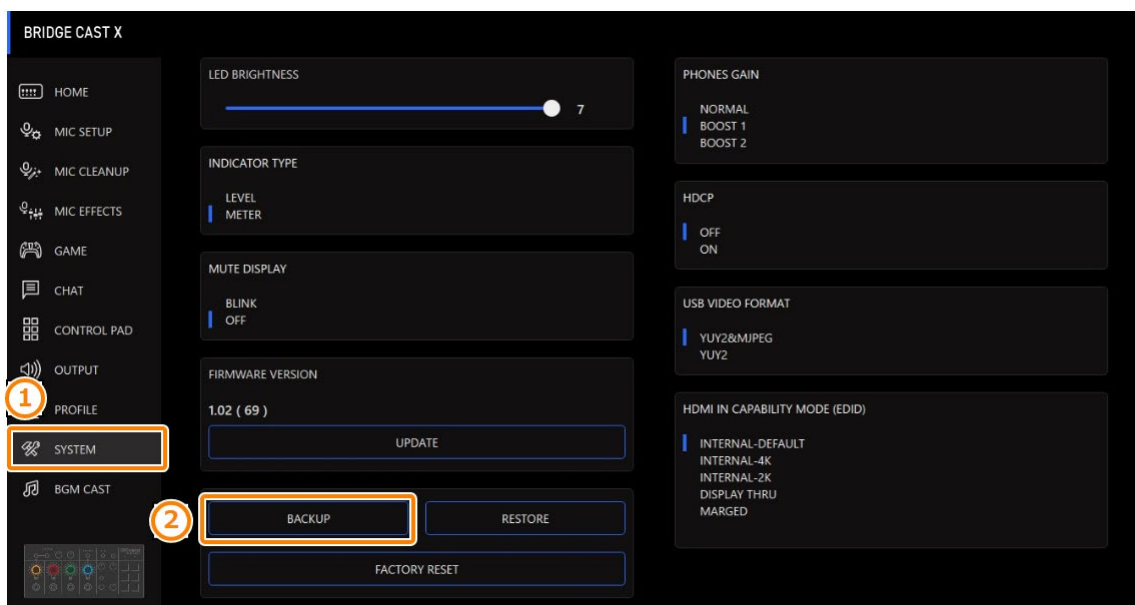 BRIDGE CAST X
HOME
MIC SETUP
MIC CLEANUP
MIC EFFECTS
GAME
CHAT
CONTROL PAD
OUTPUT
1
PROFILE
SYSTEM
BGM CAST
LED BRIGHTNESS
7
INDICATOR TYPE
LEVEL
METER
MUTE DISPLAY
BLINK
OFF
FIRMWARE VERSION
1.02 ( 69 )
UPDATE
2
BACKUP
RESTORE
FACTORY RESET
PHONES GAIN
NORMAL
BOOST 1
BOOST 2
HDCP
OFF
ON
USB VIDEO FORMAT
YUY2&MJPEG
YUY2
HDMI IN CAPABILITY MODE (EDID)
INTERNAL-DEFAULT
INTERNAL-4K
INTERNAL-2K
DISPLAY THRU
MARGED